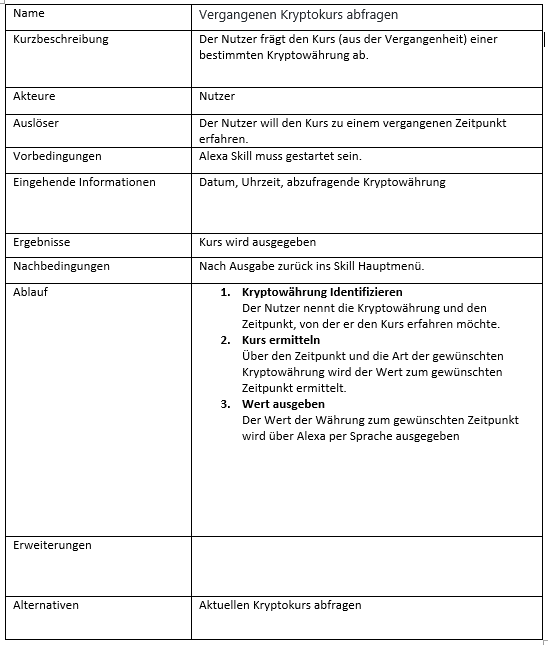 Name
Vergangenen Kryptokurs abfragen
Kurzbeschreibung
Der Nutzer frägt den Kurs (aus der Vergangenheit) einer
bestimmten Kryptowährung ab.
Akteure
Nutzer
Auslöser
Der Nutzer will den Kurs zu einem vergangenen Zeitpunkt
erfahren.
Vorbedingungen
Alexa Skill muss gestartet sein.
Eingehende Informationen
Datum, Uhrzeit, abzufragende Kryptowährung
Ergebnisse
Kurs wird ausgegeben
Nachbedingungen
Nach Ausgabe zurück ins Skill Hauptmenü.
Ablauf
1. Kryptowährung Identifizieren
Der Nutzer nennt die Kryptowährung und den
Zeitpunkt, von der er den Kurs erfahren möchte.
2. Kurs ermitteln
Über den Zeitpunkt und die Art der gewünschten
Kryptowährung wird der Wert zum gewünschten
Zeitpunkt ermittelt.
3. Wert ausgeben
Der Wert der Währung zum gewünschten Zeitpunkt
wird über Alexa per Sprache ausgegeben
Erweiterungen
Alternativen
Aktuellen Kryptokurs abfragen